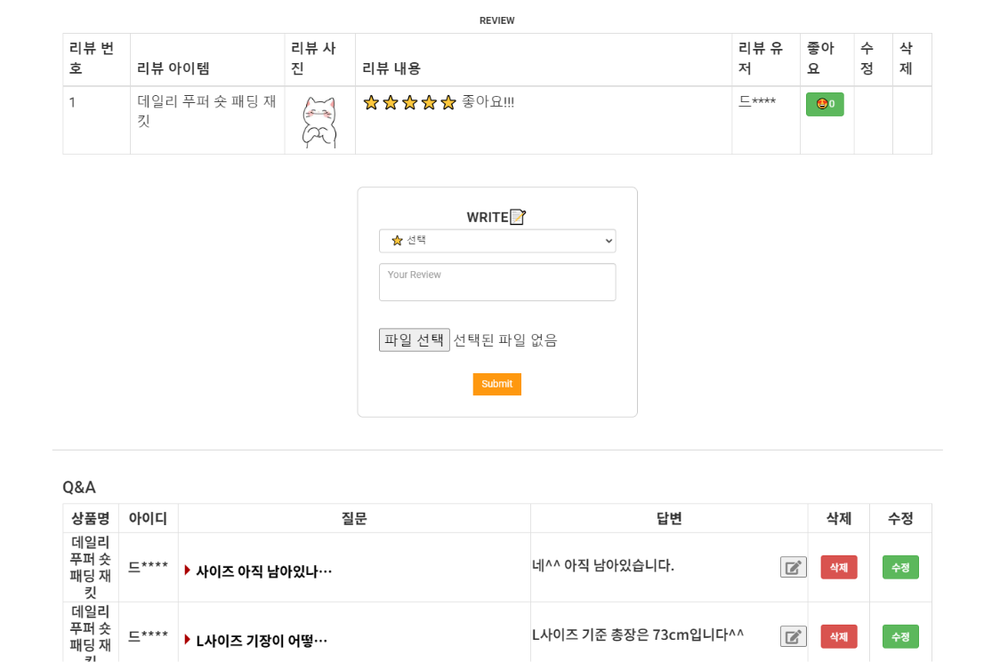 REVIEW
리뷰 번호
리뷰 아이템
리뷰 사진
리뷰 내용
리뷰 유저
좋아요
수정
삭제
1
데일리 푸퍼 숏 패딩 재킷
좋아요!!!
드****
0
WRITE
선택
Your Review
파일 선택 선택된 파일 없음
Submit
Q&A
상품명 아이디 질문 답변 삭제 수정
데일리
푸퍼 숏
패딩 재
킷
드****
사이즈 아직 남아있나…
네^^ 아직 남아있습니다.
삭제
수정
데일리
푸퍼 숏
패딩 재
킷
드****
L사이즈 기장이 어떻…
L사이즈 기준 총장은 73cm입니다^^
삭제
수정